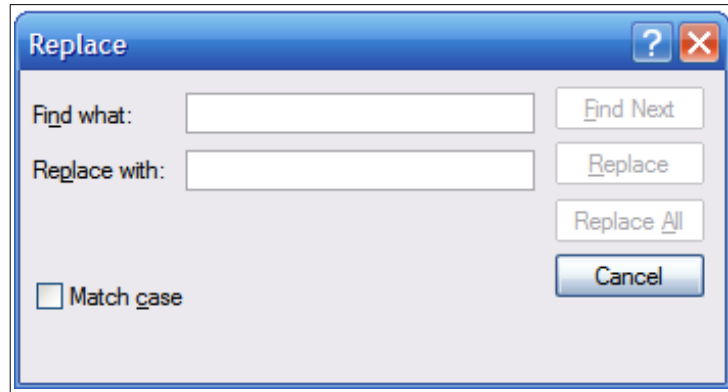 Replace
?
Find what:
Find Next
Replace with:
Replace
Replace All
Cancel
Match case